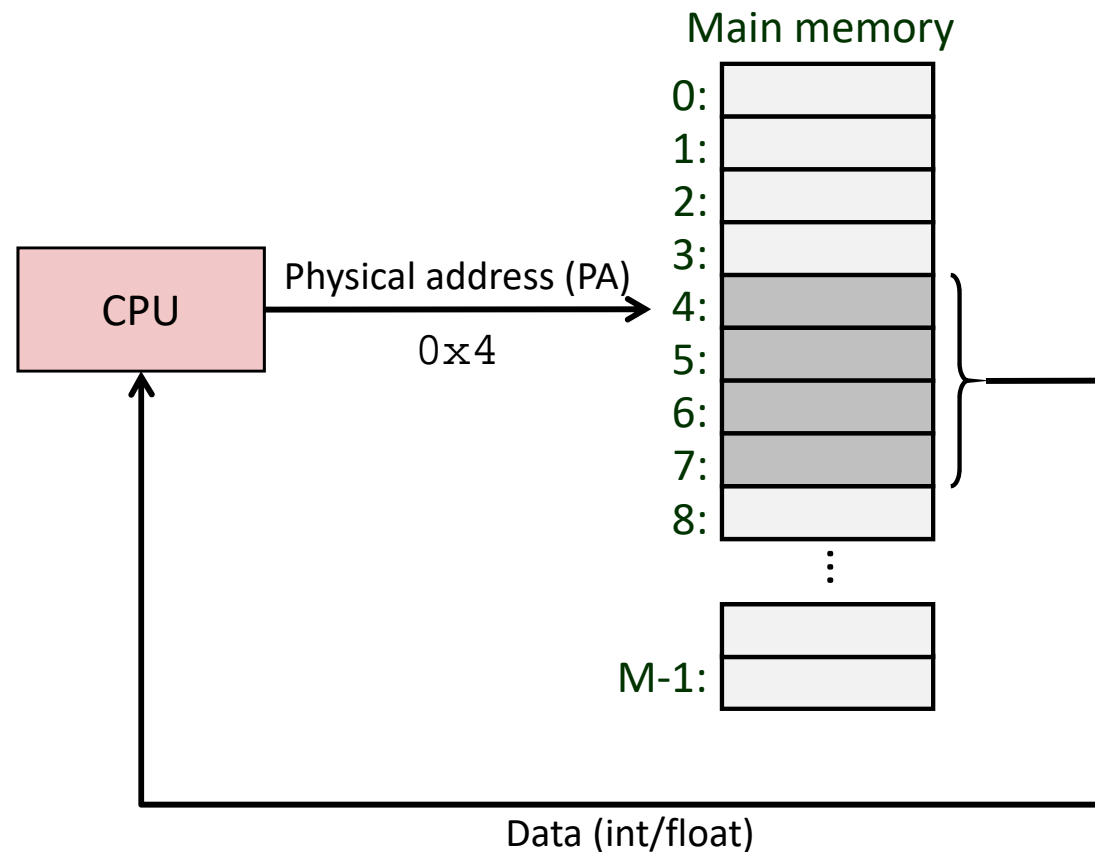 Main memory
0:
1:
2:
3:
CPU
Physical address (PA)
0x4
4:
5:
6:
7:
8:
...
M-1:
Data (int/float)